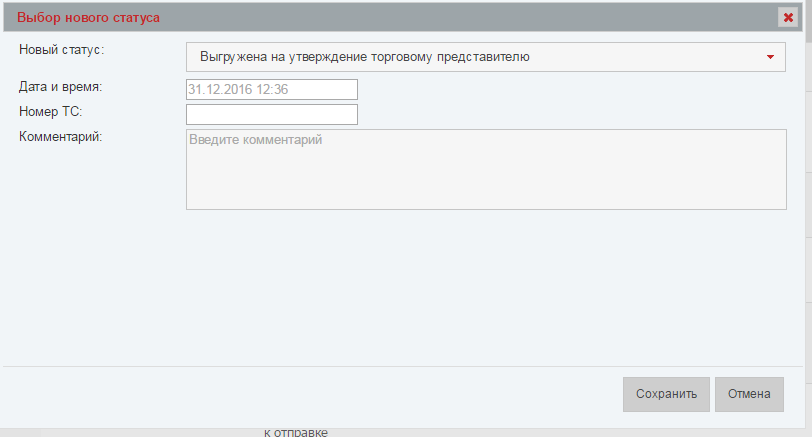 Выбор нового статуса
Новый статус: Выгружена на утверждение торговому представителю
Дата и время: 31.12.2016 12:36
Номер ТС:
Комментарий: Введите комментарий
Сохранить Отмена
к отправке